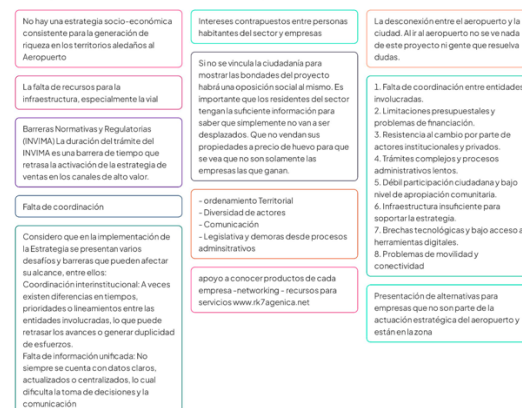 No hay una estrategia socio-económica
consistente para la generación de
riqueza en los territorios aledaños al
Aeropuerto
La falta de recursos para la
infraestructura, especialmente la vial
Barreras Normativas y Regulatorias
(INVIMA) La duración del trámite del
INVIMA es una barrera de tiempo que
retrasa la activación de la estrategia de
ventas en los canales de alto valor.
Falta de coordinación
Considero que en la implementación de
la Estrategia se presentan varios
desafíos y barreras que pueden afectar
su alcance, entre ellos:
Coordinación interinstitucional: A veces
existen diferencias en tiempos,
prioridades o lineamientos entre las
entidades involucradas, lo que puede
retrasar los avances o generar duplicidad
de esfuerzos.
Falta de información unificada: No
siempre se cuenta con datos claros,
actualizados o centralizados, lo cual
dificulta la toma de decisiones y la
comunicación
Intereses contrapuestos entre personas
habitantes del sector y empresas
Si no se vincula la ciudadanía para
mostrar las bondades del proyecto
habrá una oposición social al mismo. Es
importante que los residentes del sector
tengan la suficiente información para
saber que simplemente no van a ser
desplazados. Que no vendan sus
propiedades a precio de huevo para que
se vea que no son solamente las
empresas las que ganan.
- ordenamiento Territorial
- Diversidad de actores
- Comunicación
- Legislativa y demoras desde procesos
adminsitrativos
apoyo a conocer productos de cada
empresa -networking - recursos para
servicios www.rk7agenica.net
La desconexión entre el aeropuerto y la
ciudad. Al ir al aeropuerto no se ve nada
de este proyecto ni gente que resuelva
dudas.
1. Falta de coordinación entre entidades
involucradas.
2. Limitaciones presupuestales y
problemas de financiación.
3. Resistencia al cambio por parte de
actores institucionales y privados.
4. Trámites complejos y procesos
administrativos lentos.
5. Débil participación ciudadana y bajo
nivel de apropiación comunitaria.
6. Infraestructura insuficiente para
soportar la estrategia.
7. Brechas tecnológicas y bajo acceso a
herramientas digitales.
8. Problemas de movilidad y
conectividad
Presentación de alternativas para
empresas que no son parte de la
actuación estratégica del aeropuerto y
están en la zona